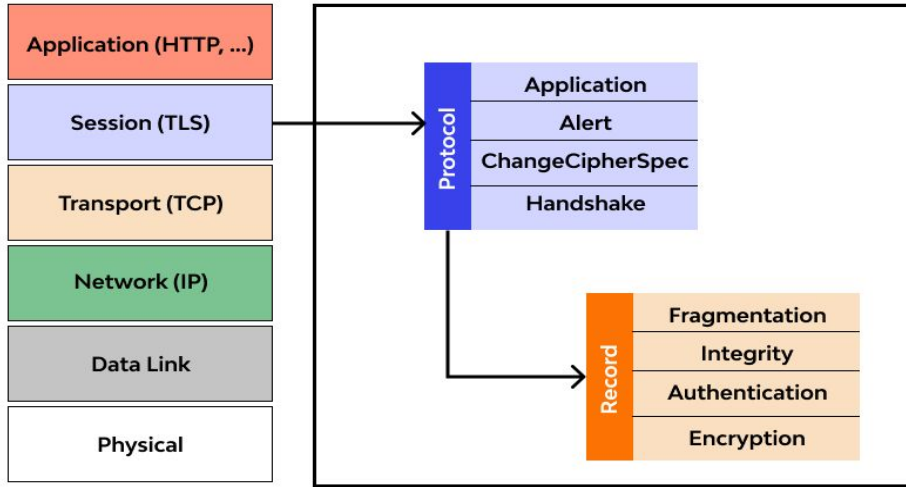 Application (HTTP, ...)
Session (TLS)
Transport (TCP)
Network (IP)
Data Link
Physical
Protocol
Application
Alert
ChangeCipherSpec
Handshake
Record
Fragmentation
Integrity
Authentication
Encryption